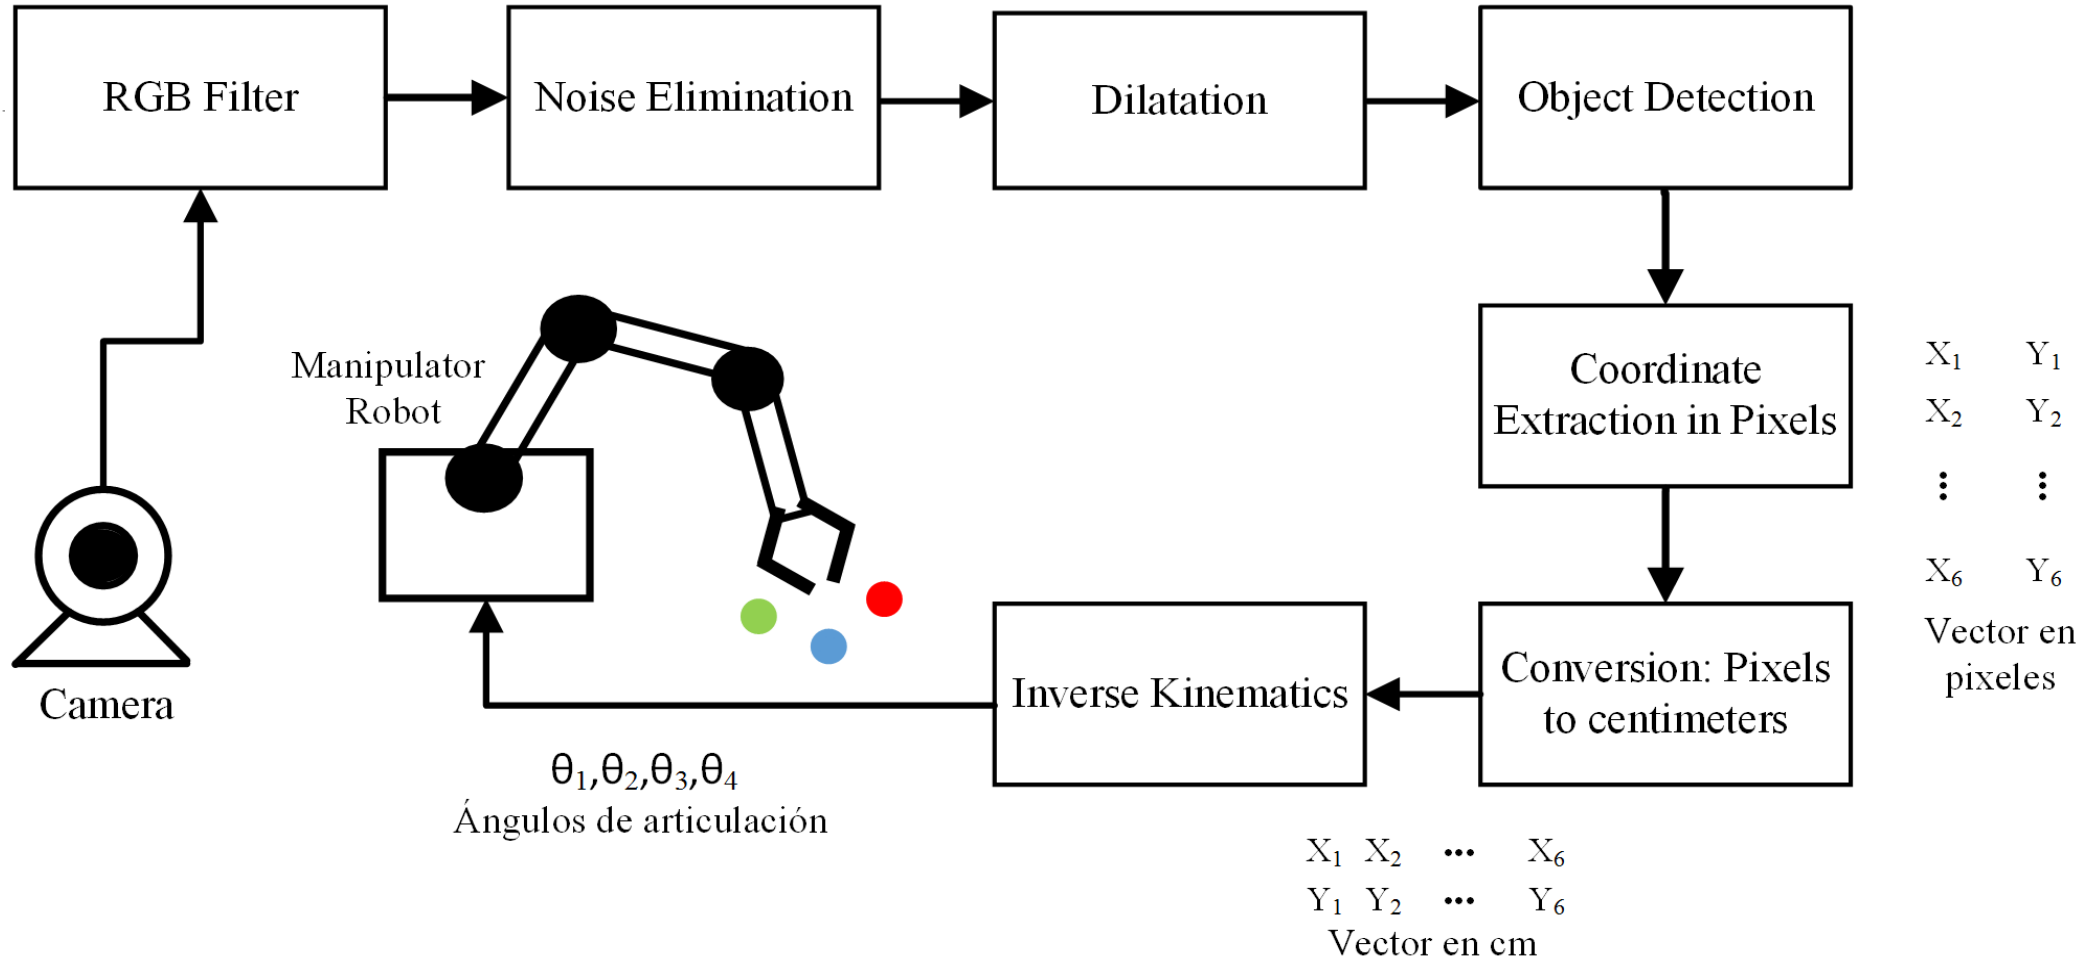 RGB Filter
Noise Elimination
Dilatation
Object Detection
Manipulator
Robot
Coordinate
Extraction in Pixels
X₁ Y₁
X₂ Y₂
⋮ ⋮
X₆ Y₆
Vector en
pixeles
Camera
Inverse Kinematics
Conversion: Pixels
to centimeters
θ₁,θ₂,θ₃,θ₄
Ángulos de articulación
X₁ X₂ ··· X₆
Y₁ Y₂ ··· Y₆
Vector en cm